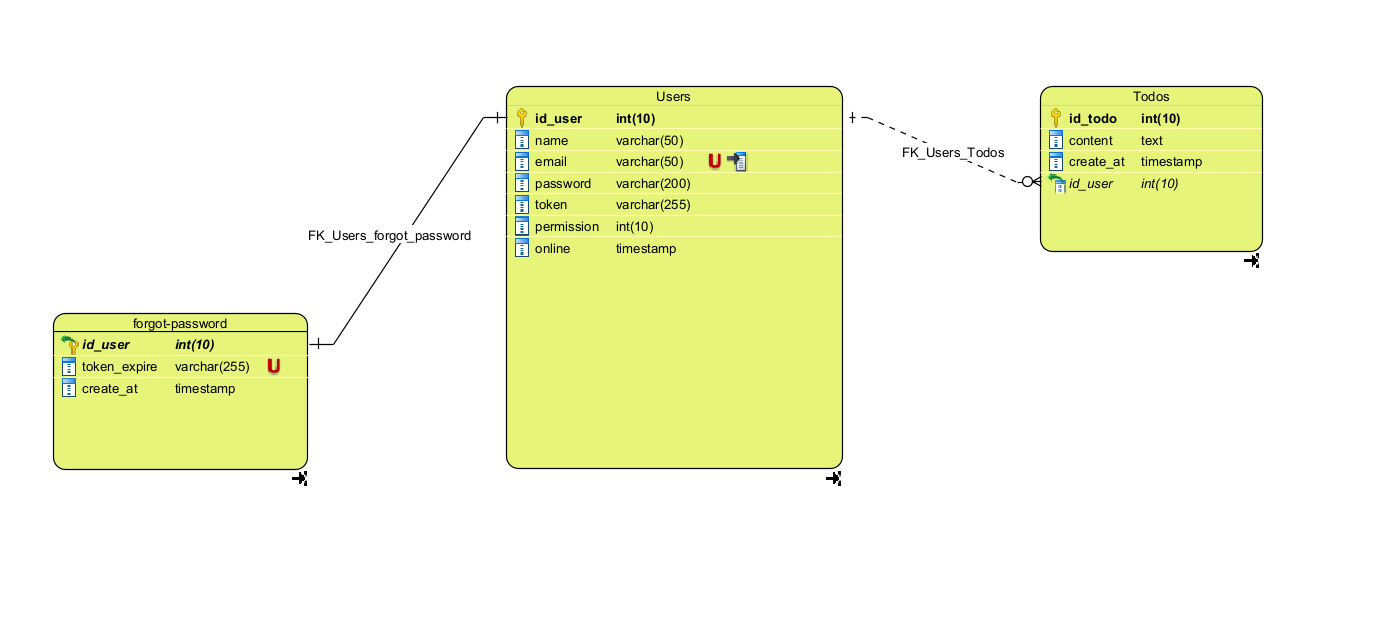 Users
id_user int(10)
name varchar(50)
email varchar(50) U
password varchar(200)
token varchar(255)
permission int(10)
online timestamp
Todos
id_todo int(10)
content text
create_at timestamp
id_user int(10)
FK_Users_Todos
FK_Users_forgot_password
forgot-password
id_user int(10)
token_expire varchar(255) U
create_at timestamp